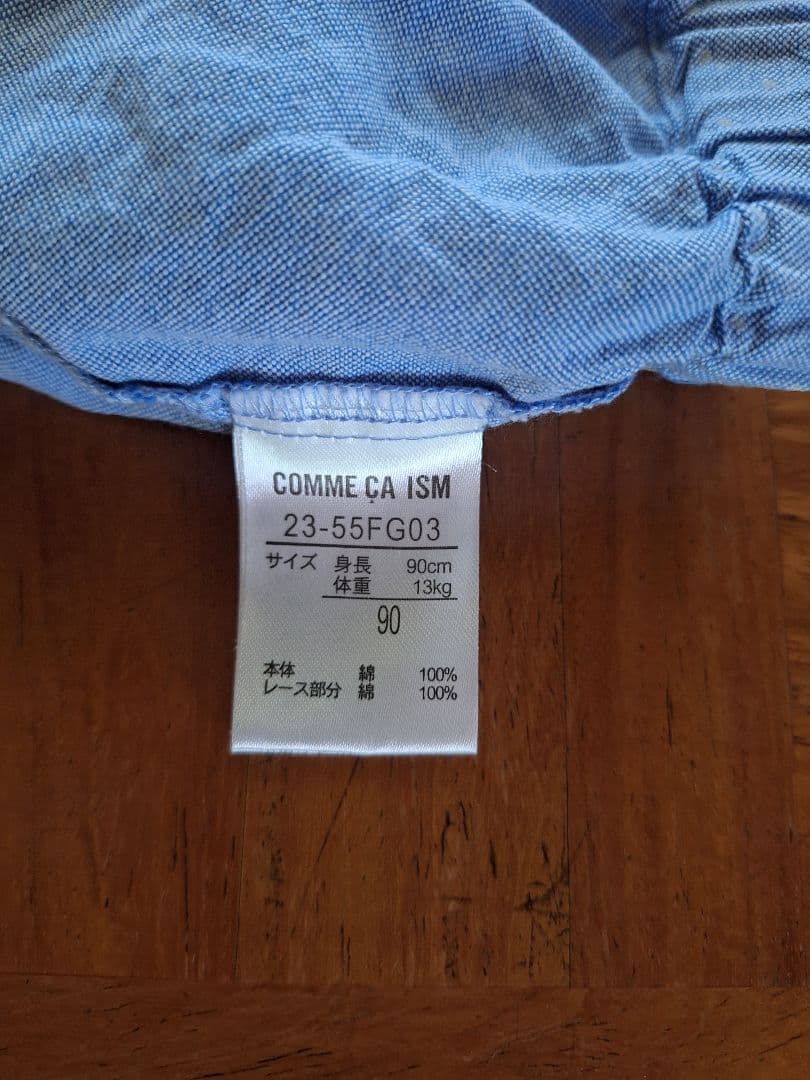 COMME ÇA ISM
23-55FG03
サイズ 身長 90cm
体重 13kg
90
本体 綿 100%
レース部分 綿 100%